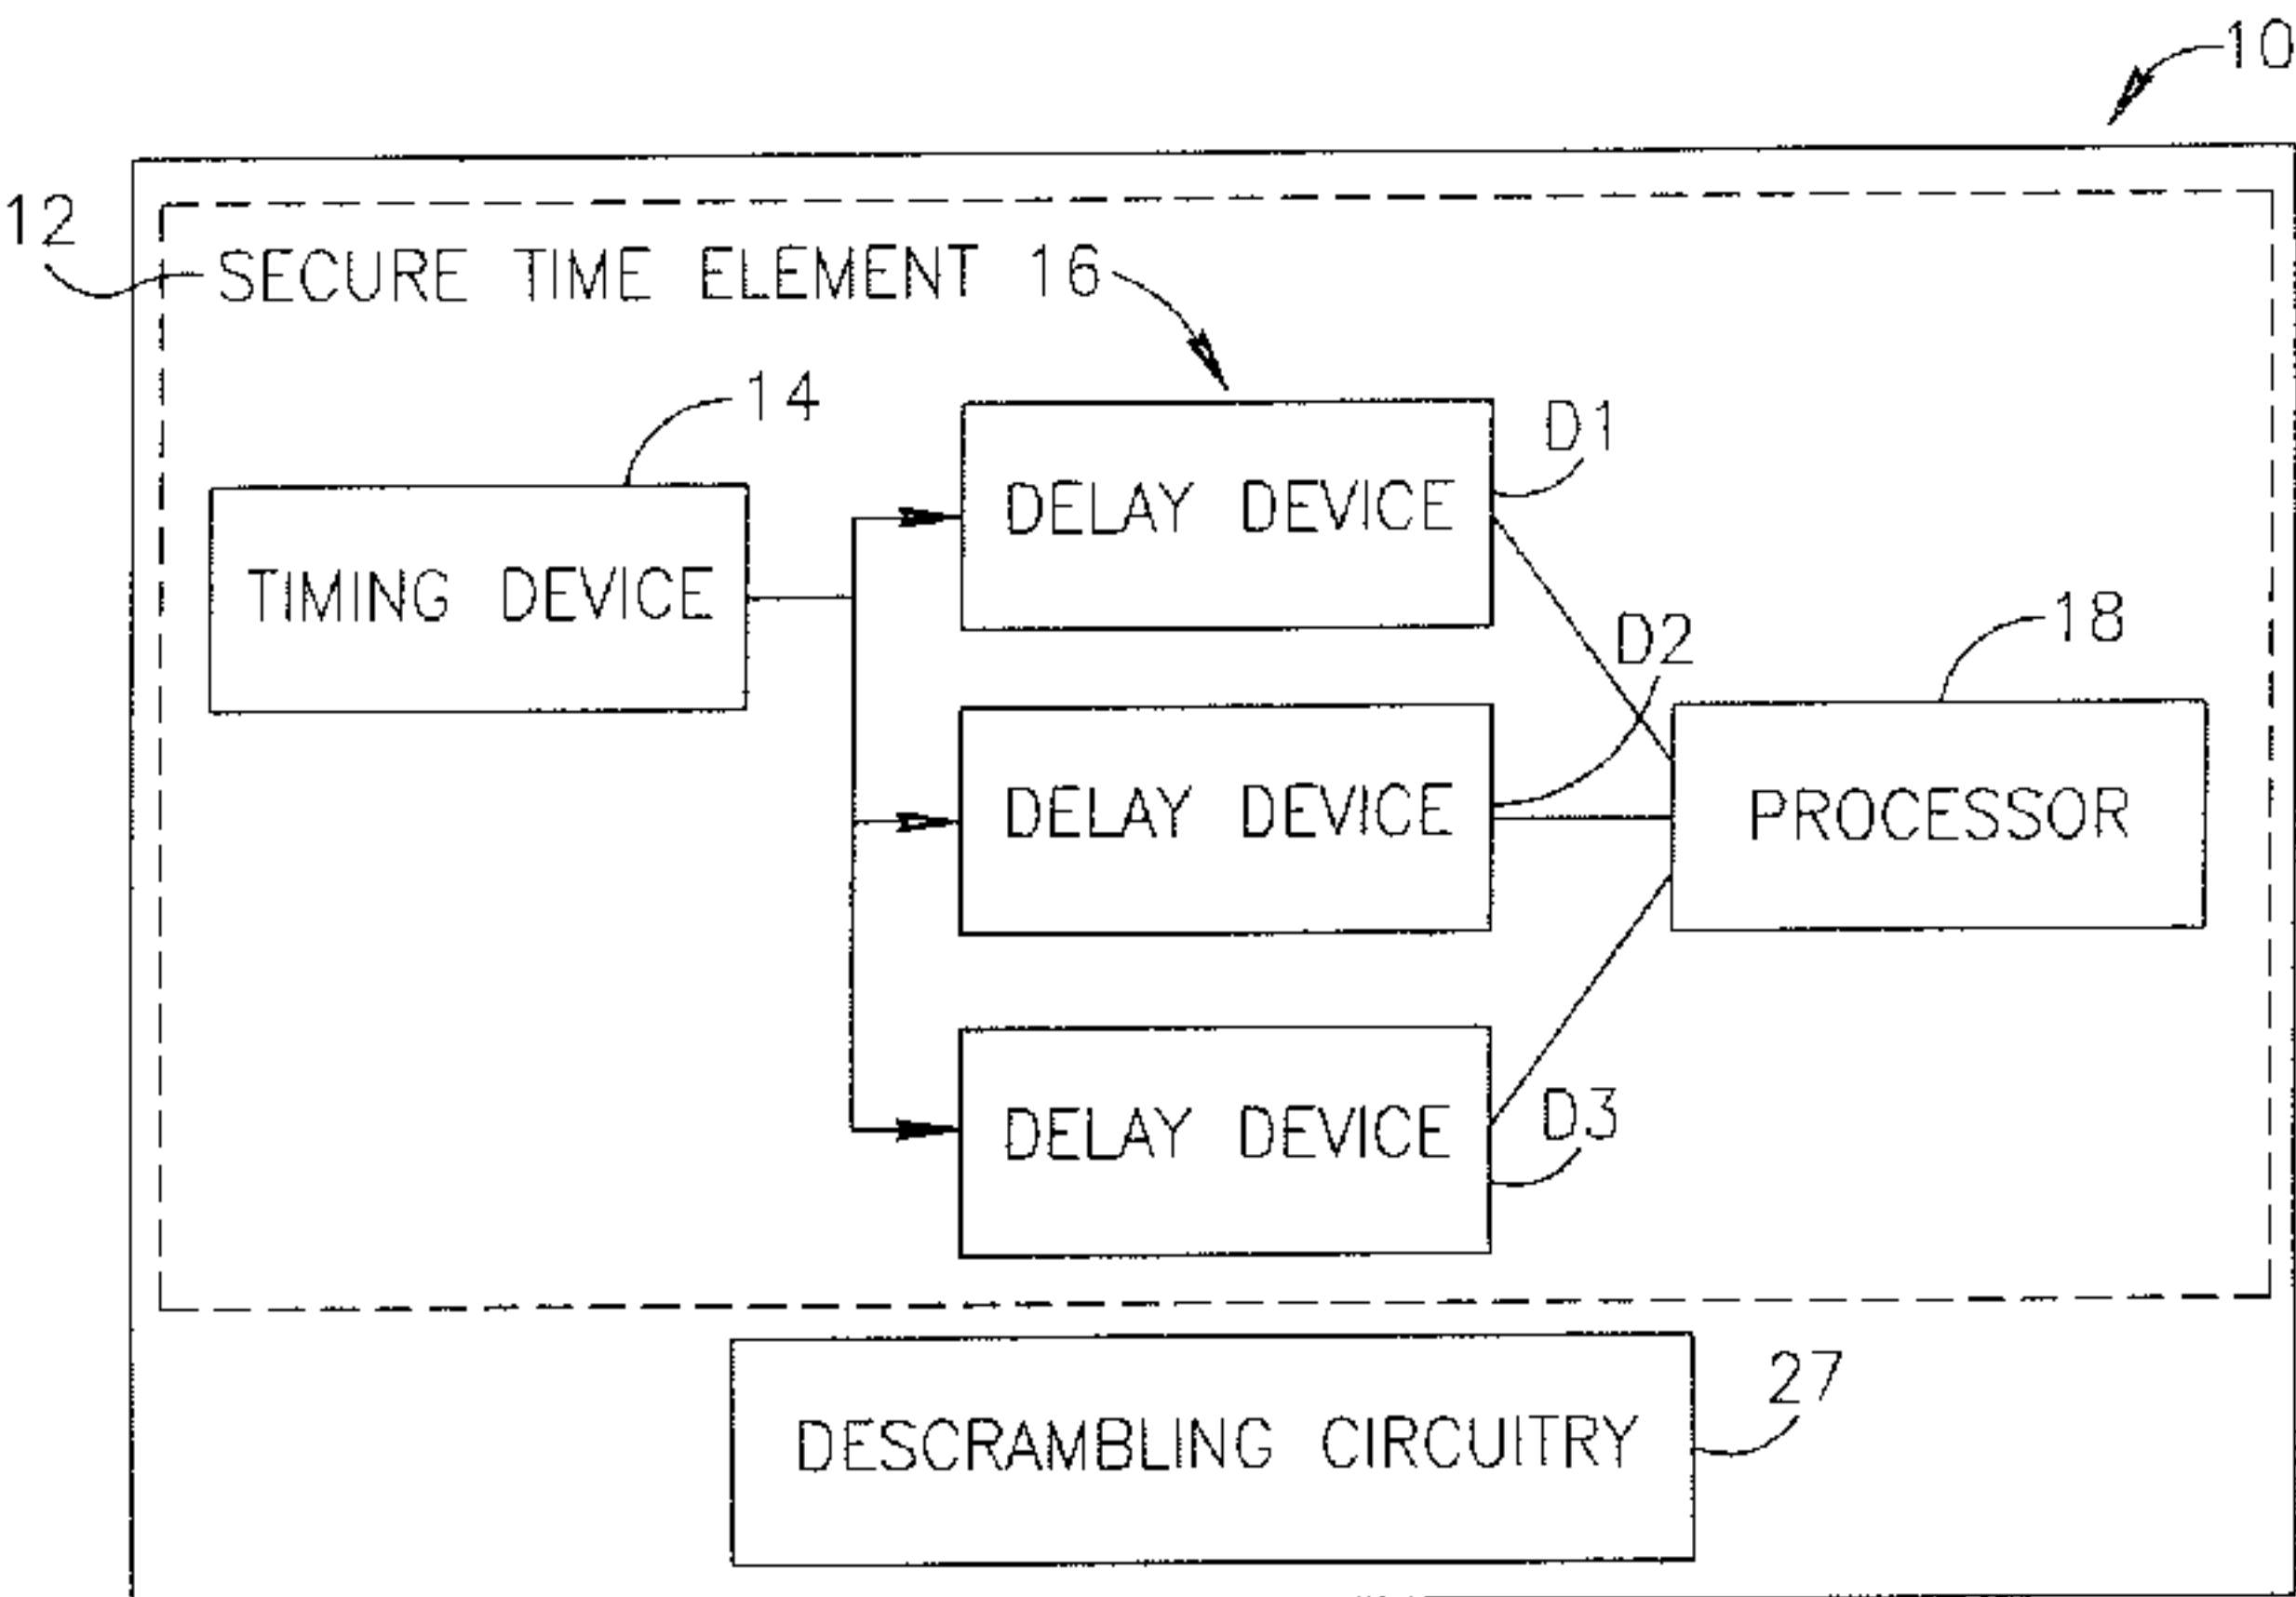 10
12
SECURE TIME ELEMENT 16
14
D1
DELAY DEVICE
TIMING DEVICE
D2
18
DELAY DEVICE
PROCESSOR
DELAY DEVICE
D3
27
DESCRAMBLING CIRCUITRY